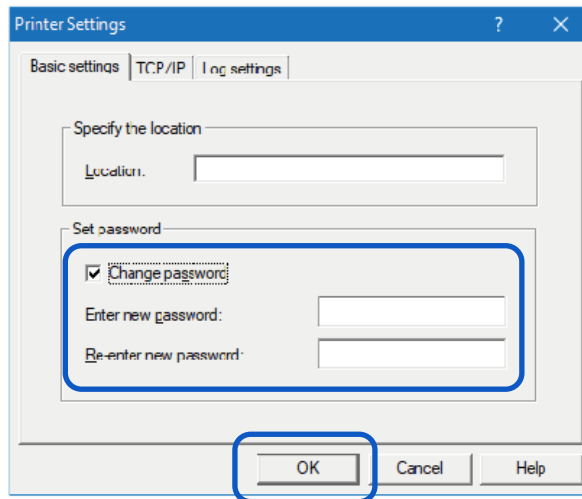 Printer Settings ?
Basic settings TCP/IP Log settings
Specify the location
Location:
Set password
Change password
Enter new password:
Re-enter new password:
OK Cancel Help